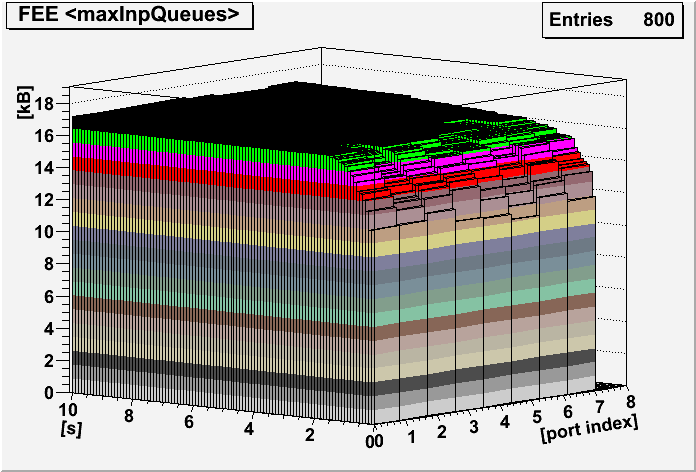 FEE <maxInpQueues>
Entries 800
[kB]
18
16
14
12
10
8
6
4
2
0
10 8 6 4 2 0
[s]
0 1 2 3 4 5 6 7 8
[port index]